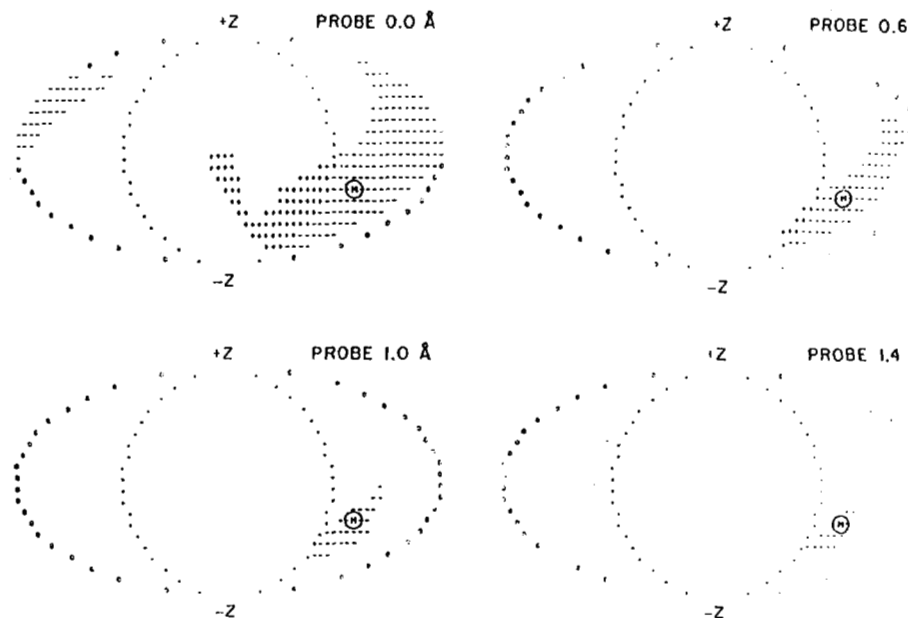 +Z PROBE 0.0 Å
M
−Z
+Z PROBE 0.6
M
−Z
+Z PROBE 1.0 Å
M
−Z
+Z PROBE 1.4
M
−Z